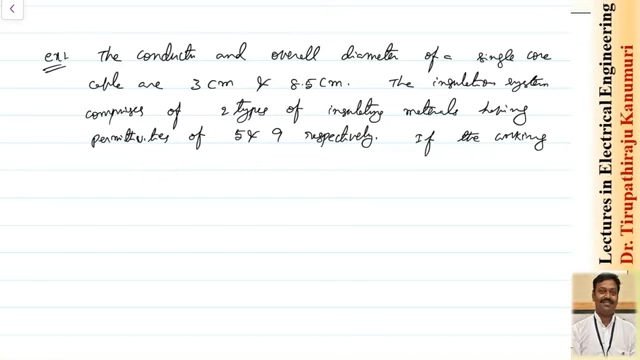 ex: The conductor and overall diameter of a single core
cable are 3 cm & 8.5 cm. The insulation system
comprises of 2 types of insulating materials having
permittivities of 5 & 9 respectively. If the working
Lectures in Electrical Engineering
Dr. Tirupathiraju Kanumuri